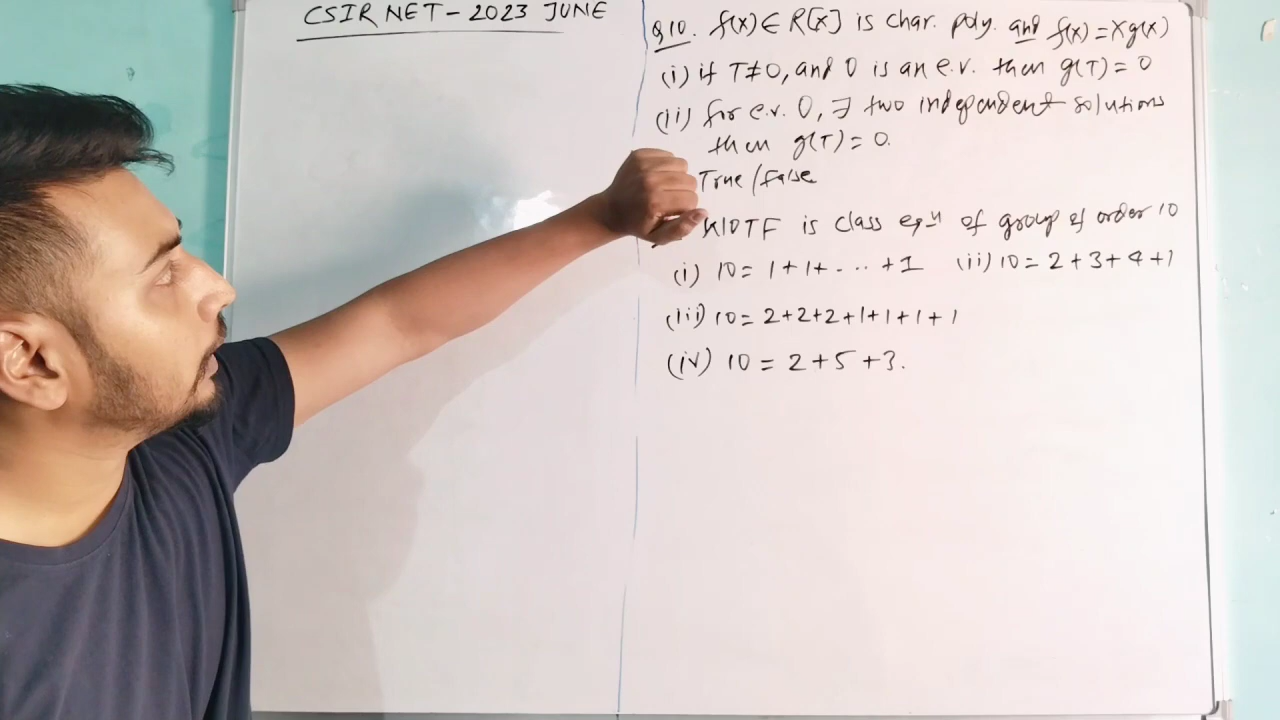 CSIR NET - 2023 JUNE
Q10. f(x) ∈ R[x] is char. poly. and f(x) = Xg(x)
(i) if T≠0, and 0 is an e.v. then g(T) = 0
(ii) for e.v. 0, ∃ two independent solutions
then g(T) = 0.
True/false
is class eqⁿ of group of order 10
(i) 10 = 1+1+ - .. +1 (ii) 10 = 2+3+4+1
(iii) 10 = 2+2+2+1+1+1+1
(iv) 10 = 2+5+3.